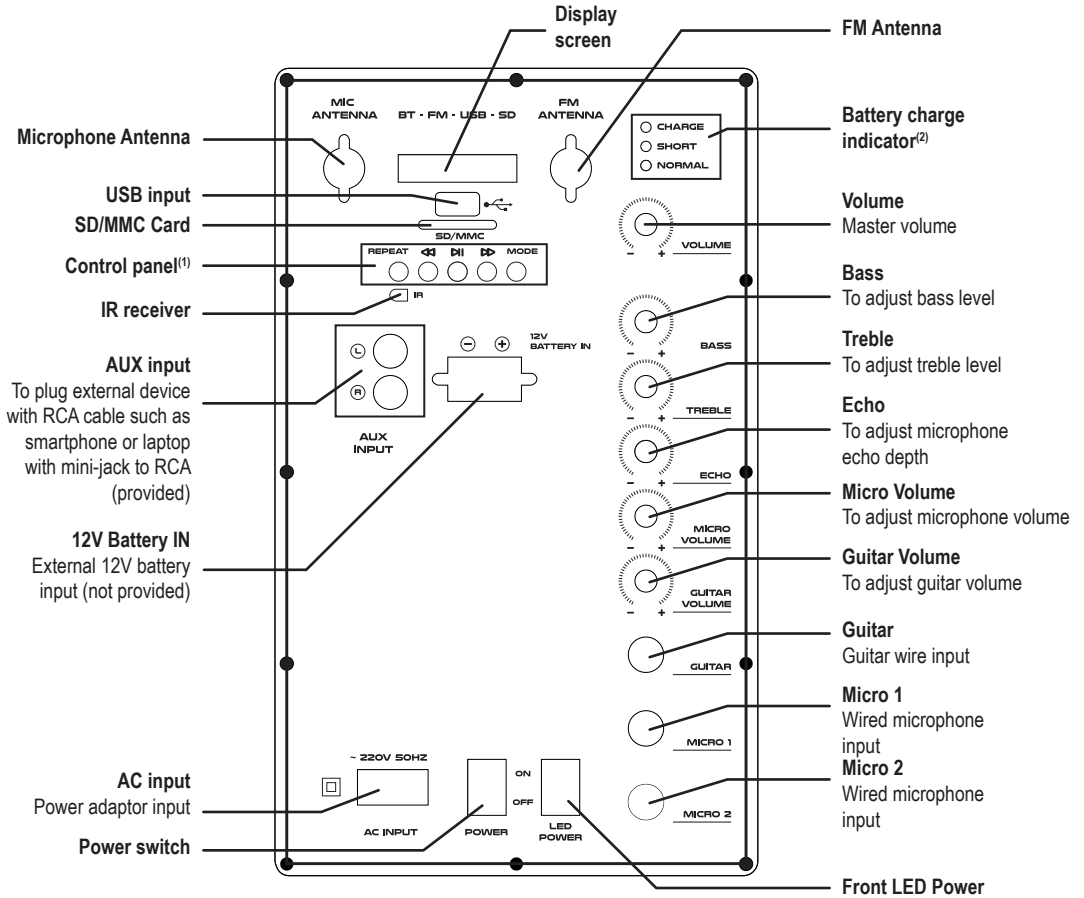 Display
screen
FM Antenna
MIC
ANTENNA
BT - FM - USB - SD
FM
ANTENNA
CHARGE
SHORT
NORMAL
Battery charge
indicator(2)
Microphone Antenna
USB input
SD/MMC Card
SD/MMC
Control panel(1)
REPEAT
MODE
IR receiver
IR
Volume
Master volume
VOLUME
- +
Bass
To adjust bass level
BASS
- +
Treble
To adjust treble level
TREBLE
- +
Echo
To adjust microphone
echo depth
ECHO
- +
Micro Volume
To adjust microphone volume
MICRO
VOLUME
- +
Guitar Volume
To adjust guitar volume
GUITAR
VOLUME
- +
AUX input
To plug external device
with RCA cable such as
smartphone or laptop
with mini-jack to RCA
(provided)
L
R
AUX
INPUT
- +
12V
BATTERY IN
12V Battery IN
External 12V battery
input (not provided)
Guitar
Guitar wire input
GUITAR
Micro 1
Wired microphone
input
MICRO 1
Micro 2
Wired microphone
input
MICRO 2
AC input
Power adaptor input
~ 220V 50HZ
AC INPUT
Power switch
ON
OFF
POWER
LED
POWER
Front LED Power